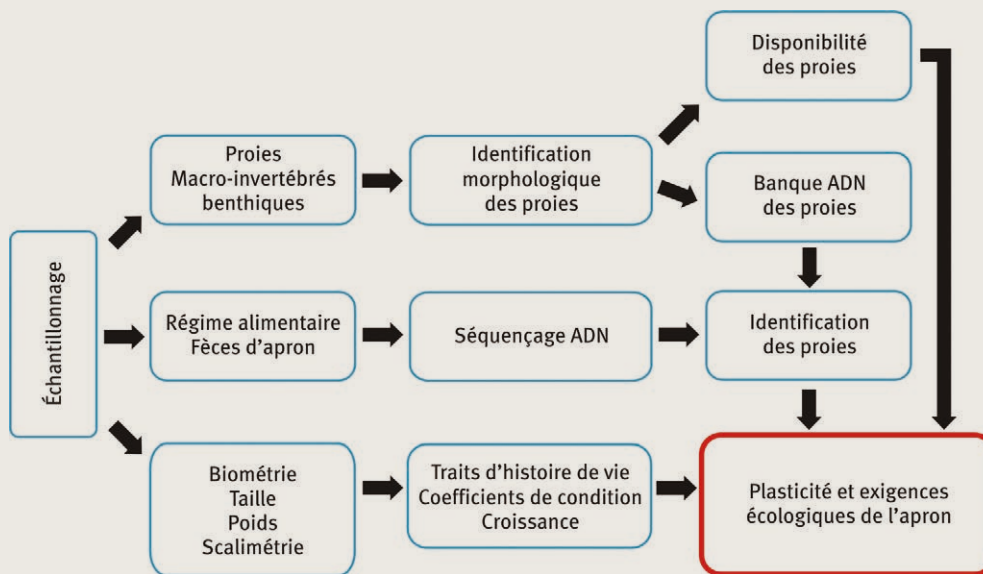 Échantillonnage
Proies
Macro-invertébrés
benthiques
Identification
morphologique
des proies
Disponibilité
des proies
Banque ADN
des proies
Régime alimentaire
Fèces d'apron
Séquençage ADN
Identification
des proies
Biométrie
Taille
Poids
Scalimétrie
Traits d'histoire de vie
Coefficients de condition
Croissance
Plasticité et exigences
écologiques de l'apron